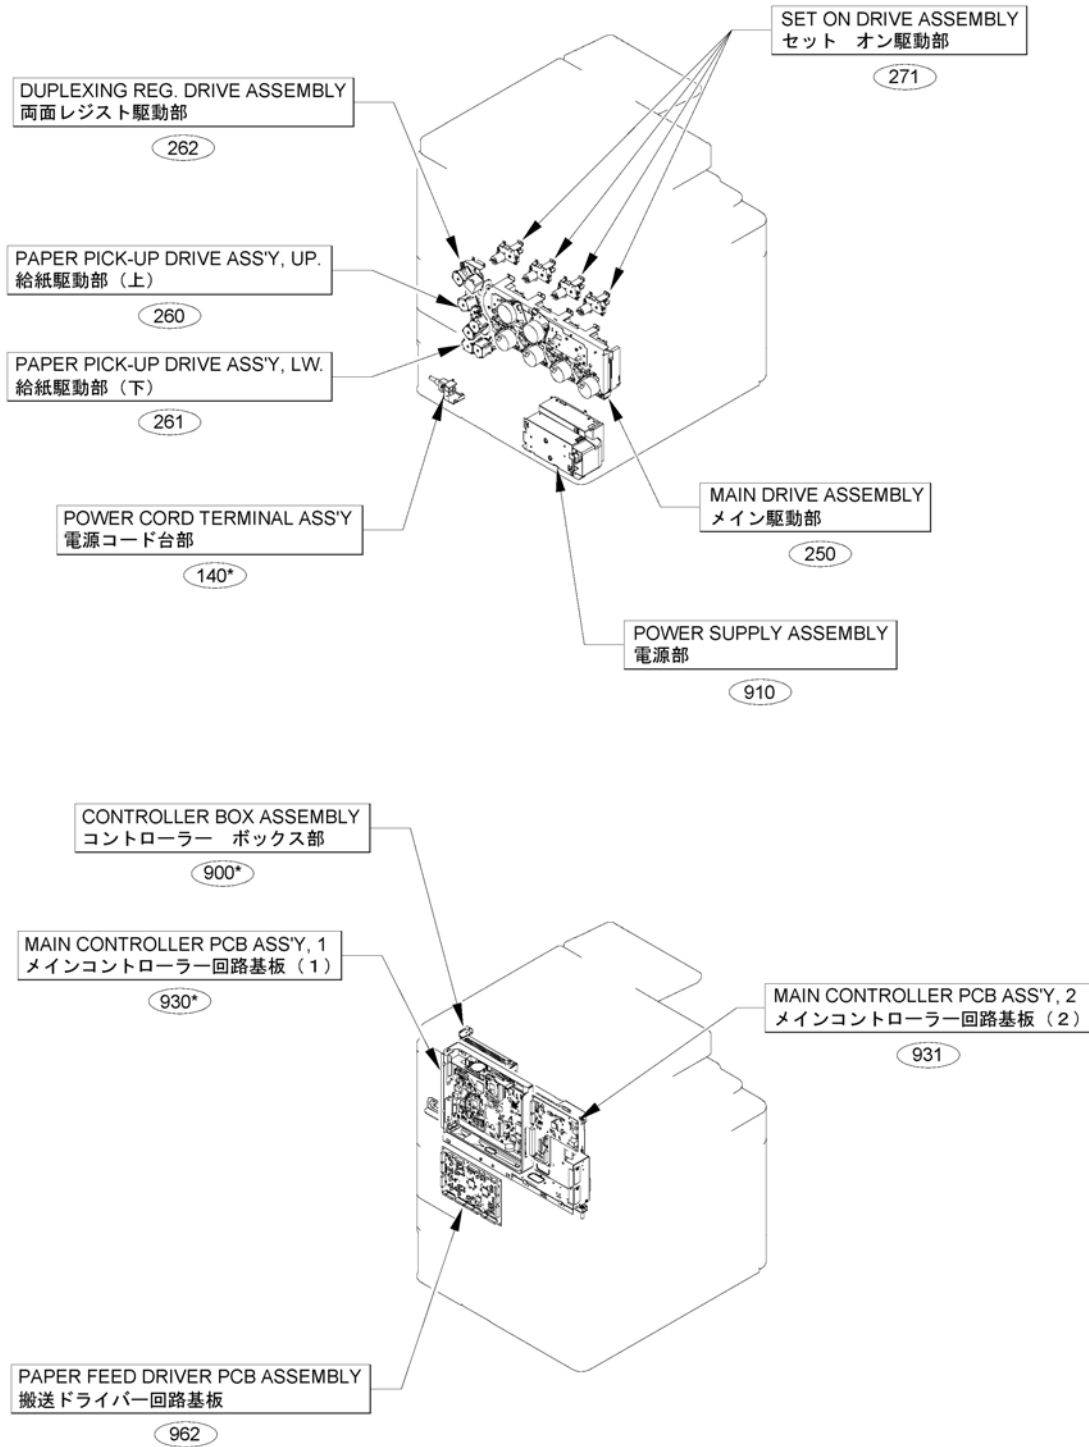 SET ON DRIVE ASSEMBLY
セット　オン駆動部
271
DUPLEXING REG. DRIVE ASSEMBLY
両面レジスト駆動部
262
PAPER PICK-UP DRIVE ASS'Y, UP.
給紙駆動部（上）
260
PAPER PICK-UP DRIVE ASS'Y, LW.
給紙駆動部（下）
261
POWER CORD TERMINAL ASS'Y
電源コード台部
140*
MAIN DRIVE ASSEMBLY
メイン駆動部
250
POWER SUPPLY ASSEMBLY
電源部
910
CONTROLLER BOX ASSEMBLY
コントローラー　ボックス部
900*
MAIN CONTROLLER PCB ASS'Y, 1
メインコントローラー回路基板（１）
930*
MAIN CONTROLLER PCB ASS'Y, 2
メインコントローラー回路基板（２）
931
PAPER FEED DRIVER PCB ASSEMBLY
搬送ドライバー回路基板
962